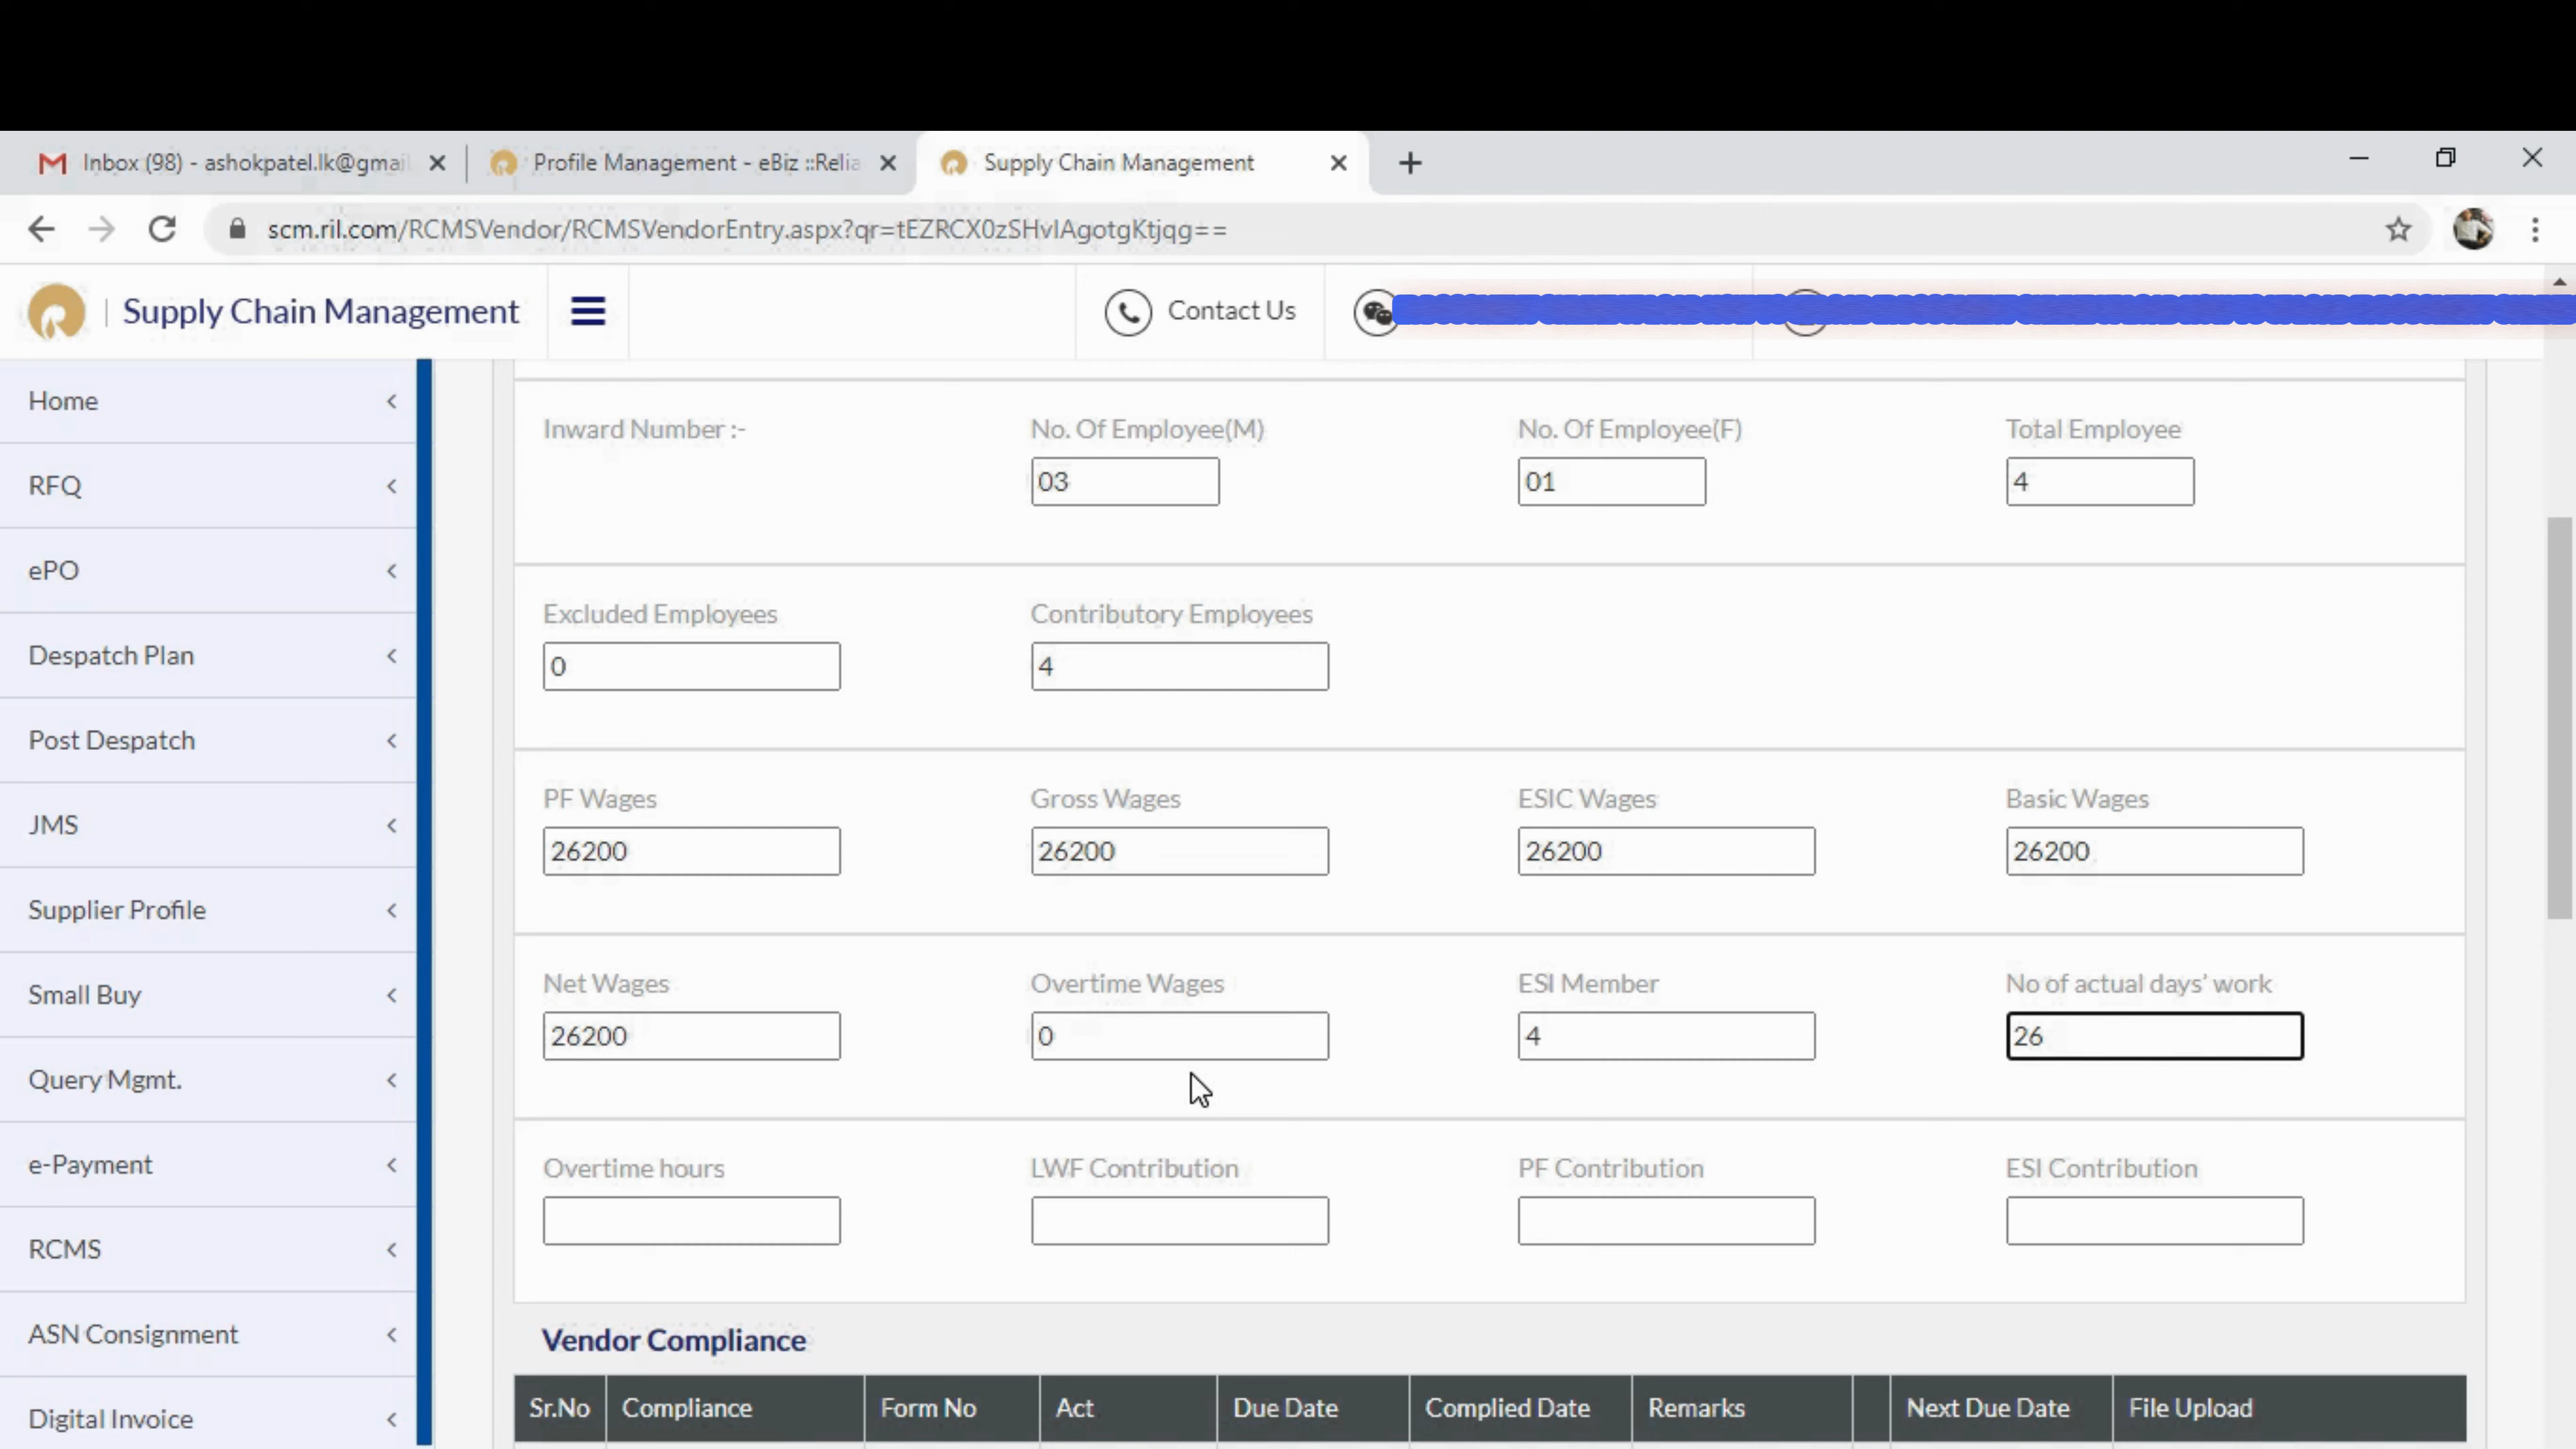 Inbox (98) - ashokpatel.lk@gmai
Profile Management - eBiz ::Relia
Supply Chain Management
scm.ril.com/RCMSVendor/RCMSVendorEntry.aspx?qr=tEZRCX0zSHvIAgotgKtjqg==
Supply Chain Management
Contact Us
Home
RFQ
ePO
Despatch Plan
Post Despatch
JMS
Supplier Profile
Small Buy
Query Mgmt.
e-Payment
RCMS
ASN Consignment
Digital Invoice
Inward Number :- No. Of Employee(M) No. Of Employee(F) Total Employee
03 01 4
Excluded Employees Contributory Employees
0 4
PF Wages Gross Wages ESIC Wages Basic Wages
26200 26200 26200 26200
Net Wages Overtime Wages ESI Member No of actual days' work
26200 0 4 26
Overtime hours LWF Contribution PF Contribution ESI Contribution
Vendor Compliance
Sr.No Compliance Form No Act Due Date Complied Date Remarks Next Due Date File Upload